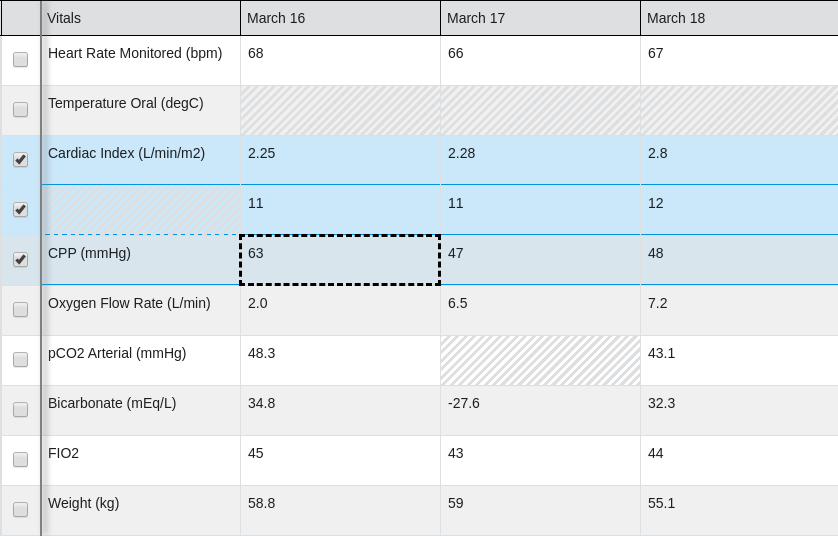 Vitals March 16 March 17 March 18
Heart Rate Monitored (bpm) 68 66 67
Temperature Oral (degC)
Cardiac Index (L/min/m2) 2.25 2.28 2.8
11 11 12
CPP (mmHg) 63 47 48
Oxygen Flow Rate (L/min) 2.0 6.5 7.2
pCO2 Arterial (mmHg) 48.3 43.1
Bicarbonate (mEq/L) 34.8 -27.6 32.3
FIO2 45 43 44
Weight (kg) 58.8 59 55.1